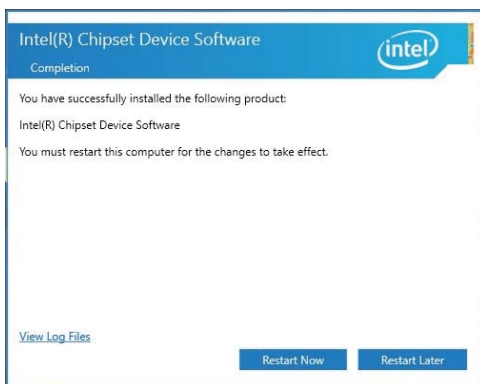 Intel(R) Chipset Device Software
intel
Completion
You have successfully installed the following product:
Intel(R) Chipset Device Software
You must restart this computer for the changes to take effect.
View Log Files
Restart Now
Restart Later